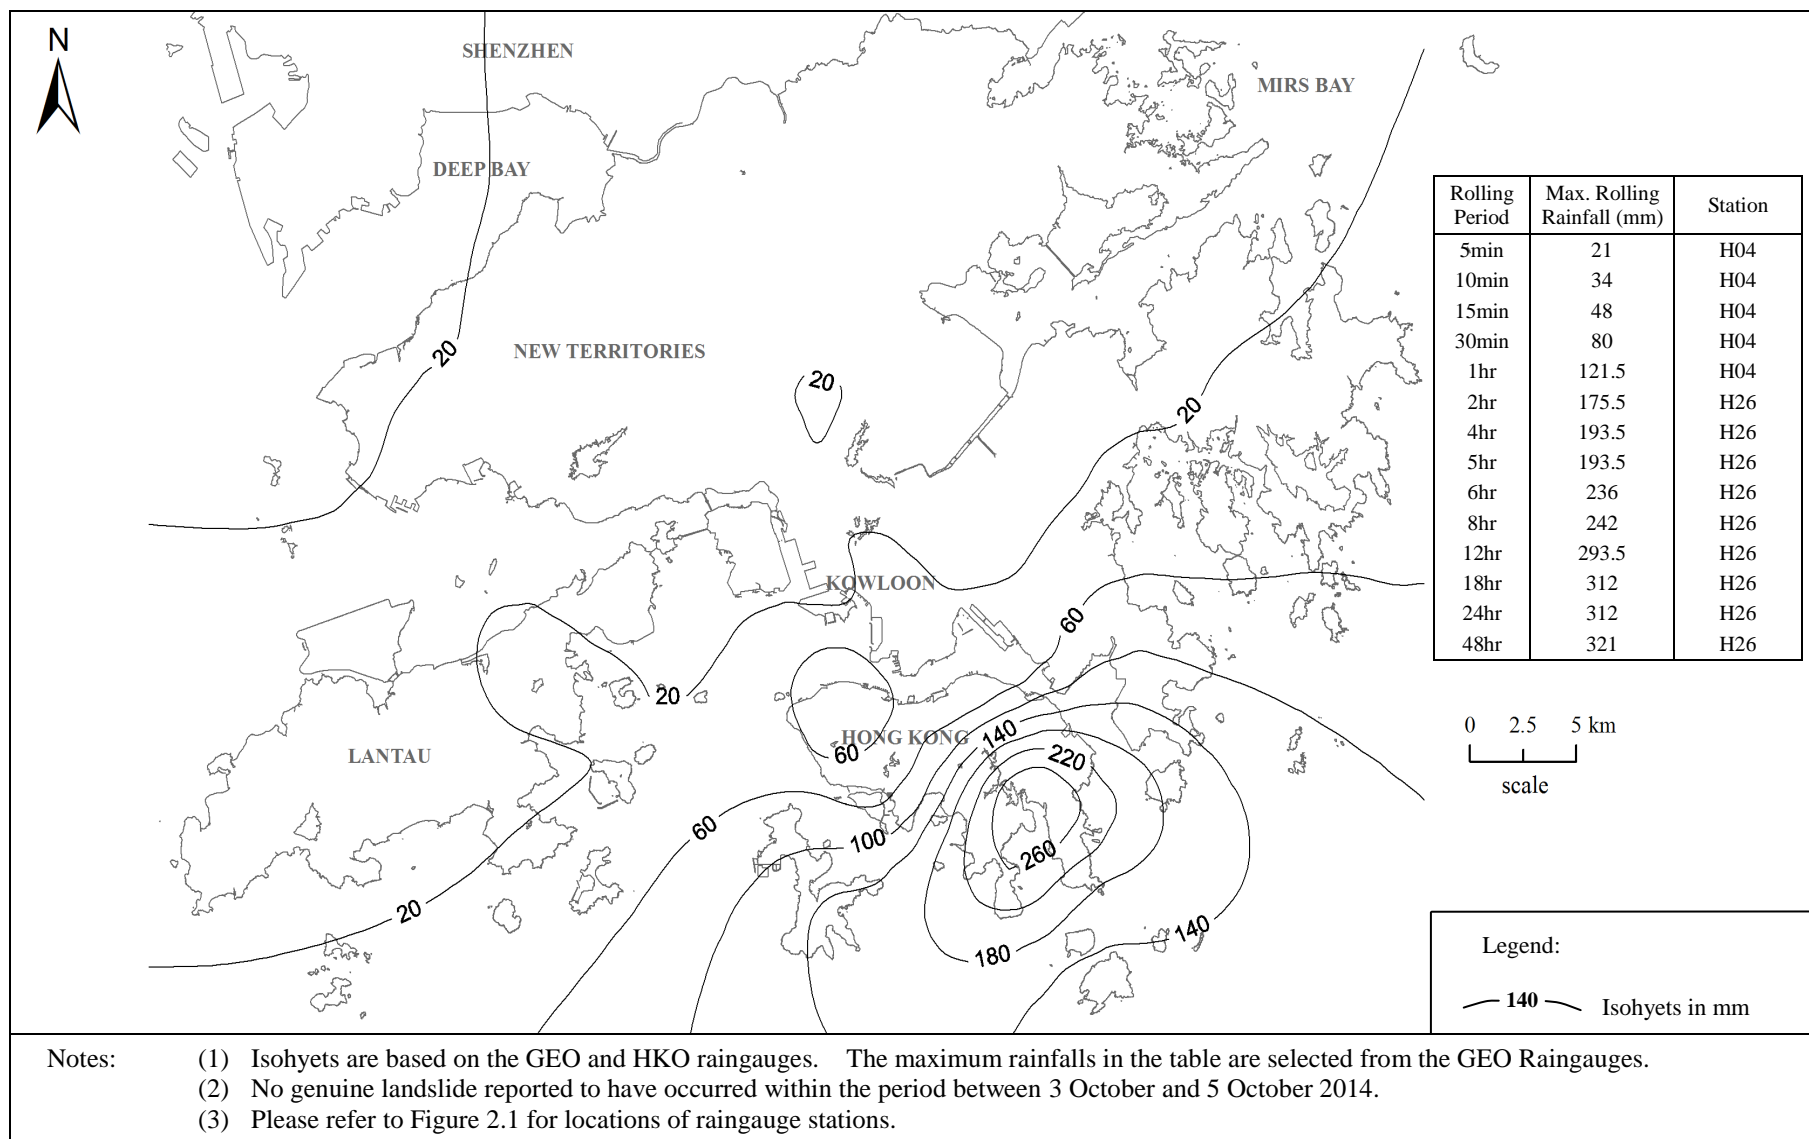 N
SHENZHEN
MIRS BAY
DEEP BAY
NEW TERRITORIES
20
20
20
KOWLOON
60
20
HONG KONG
140
LANTAU
60
220
60
100
260
20
180
140
Rolling Period Max. Rolling Rainfall (mm) Station
5min 21 H04
10min 34 H04
15min 48 H04
30min 80 H04
1hr 121.5 H04
2hr 175.5 H26
4hr 193.5 H26
5hr 193.5 H26
6hr 236 H26
8hr 242 H26
12hr 293.5 H26
18hr 312 H26
24hr 312 H26
48hr 321 H26
0 2.5 5 km
scale
Legend:
140 Isohyets in mm
Notes: (1) Isohyets are based on the GEO and HKO raingauges. The maximum rainfalls in the table are selected from the GEO Raingauges.
(2) No genuine landslide reported to have occurred within the period between 3 October and 5 October 2014.
(3) Please refer to Figure 2.1 for locations of raingauge stations.